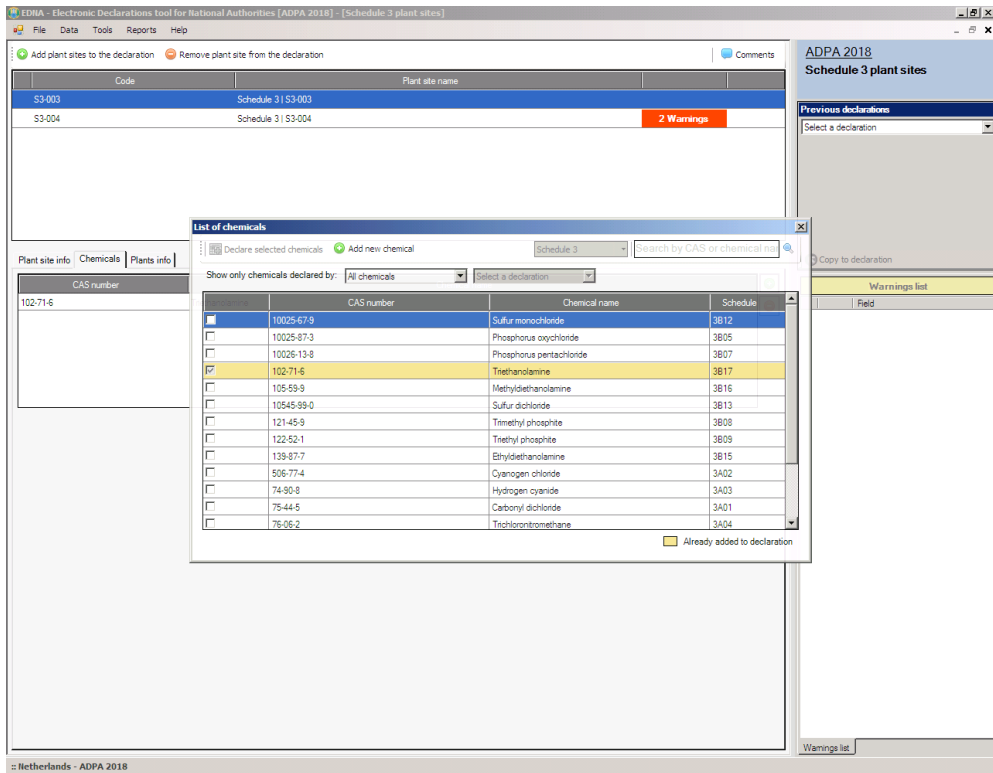 EDNA - Electronic Declarations tool for National Authorities [ADPA 2018] - [Schedule 3 plant sites]
File Data Tools Reports Help
Add plant sites to the declaration Remove plant site from the declaration Comments
Code Plant site name
S3-003 Schedule 3 | S3-003
S3-004 Schedule 3 | S3-004 2 Warnings
ADPA 2018
Schedule 3 plant sites
Previous declarations
Select a declaration
Copy to declaration
Warnings list
Field
Plant site info Chemicals Plants info
CAS number
102-71-6
List of chemicals
Declare selected chemicals Add new chemical Schedule 3 Search by CAS or chemical nam
Show only chemicals declared by: All chemicals Select a declaration
CAS number Chemical name Schedule
10025-67-9 Sulfur monochloride 3B12
10025-87-3 Phosphorus oxychloride 3B05
10026-13-8 Phosphorus pentachloride 3B07
102-71-6 Triethanolamine 3B17
105-59-9 Methyldiethanolamine 3B16
10545-99-0 Sulfur dichloride 3B13
121-45-9 Trimethyl phosphite 3B08
122-52-1 Triethyl phosphite 3B09
139-87-7 Ethyldiethanolamine 3B15
506-77-4 Cyanogen chloride 3A02
74-90-8 Hydrogen cyanide 3A03
75-44-5 Carbonyl dichloride 3A01
76-06-2 Trichloronitromethane 3A04
Already added to declaration
Warnings list
:: Netherlands - ADPA 2018